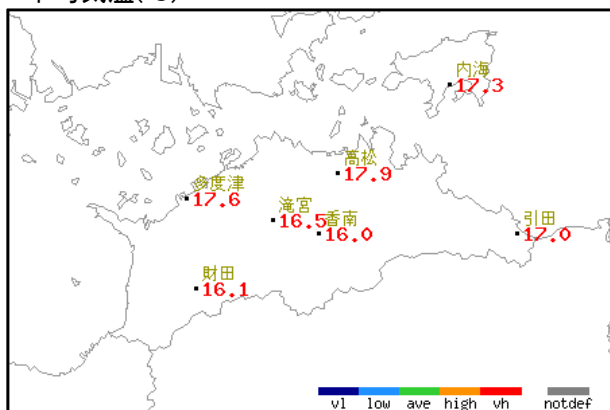 内海
17.3
高松
17.9
多度津
17.6
滝宮
16.5
香南
16.0
引田
17.0
財田
16.1
vl low ave high vh notdef